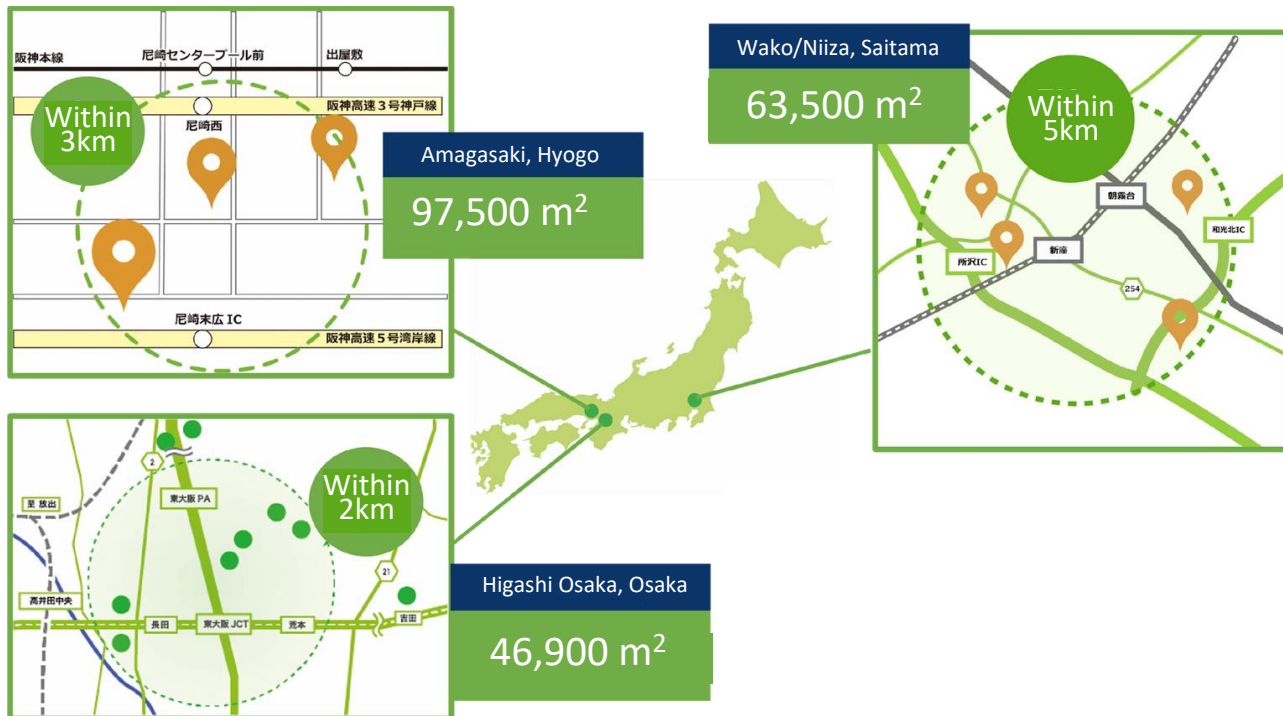 阪神本線
尼崎センタープール前
出屋敷
阪神高速3号神戸線
Within
3km
尼崎西
尼崎末広 IC
阪神高速5号湾岸線
Amagasaki, Hyogo
97,500 m²
Wako/Niiza, Saitama
63,500 m²
Within
5km
朝霞台
和光北IC
新座
所沢IC
254
2
東大阪 PA
Within
2km
至 放出
21
高井田中央
長田
東大阪 JCT
荒本
吉田
Higashi Osaka, Osaka
46,900 m²